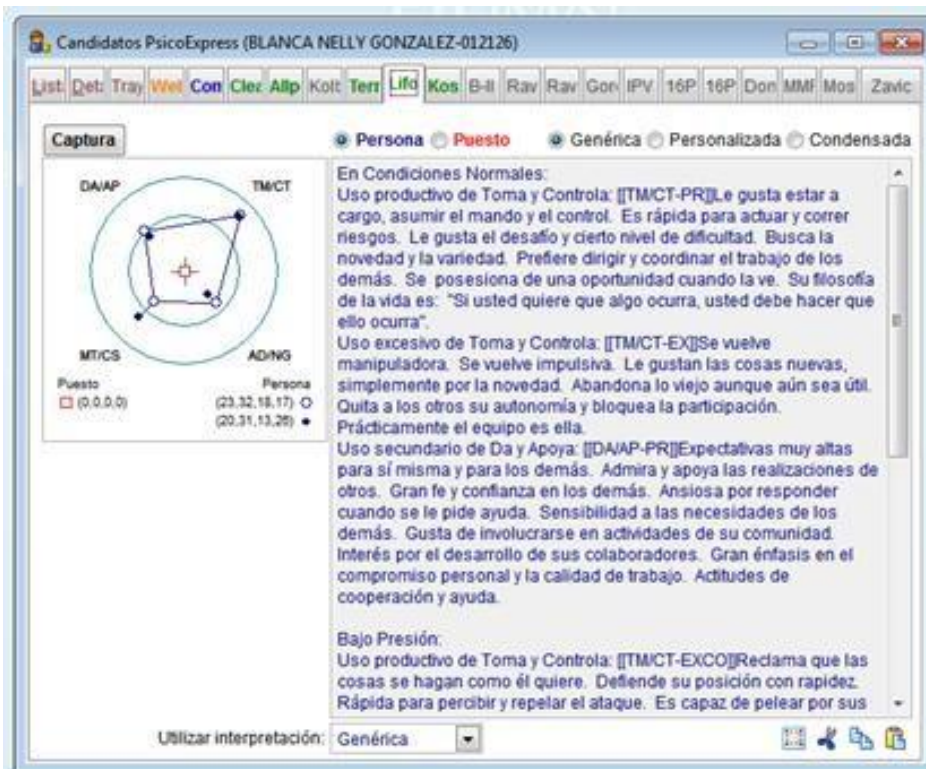 Candidatos PsicoExpress (BLANCA NELLY GONZALEZ-012126)
List. Det: Tray Wei Con Clea Allp Kolt Tern Lifo Kos B-II Rav Rav Gor IPV 16P 16P Don MMF Mos Zavic
Captura Persona Puesto Genérica Personalizada Condensada
DA/AP TM/CT
MT/CS AD/NG
Puesto Persona
(0,0,0,0) (23,32,18,17)
(20,31,13,26)
En Condiciones Normales:
Uso productivo de Toma y Controla: [[TM/CT-PR]]Le gusta estar a
cargo, asumir el mando y el control. Es rápida para actuar y correr
riesgos. Le gusta el desafío y cierto nivel de dificultad. Busca la
novedad y la variedad. Prefiere dirigir y coordinar el trabajo de los
demás. Se posesiona de una oportunidad cuando la ve. Su filosofía
de la vida es: "Si usted quiere que algo ocurra, usted debe hacer que
ello ocurra".
Uso excesivo de Toma y Controla: [[TM/CT-EX]]Se vuelve
manipuladora. Se vuelve impulsiva. Le gustan las cosas nuevas,
simplemente por la novedad. Abandona lo viejo aunque aún sea útil.
Quita a los otros su autonomía y bloquea la participación.
Prácticamente el equipo es ella.
Uso secundario de Da y Apoya: [[DA/AP-PR]]Expectativas muy altas
para sí misma y para los demás. Admira y apoya las realizaciones de
otros. Gran fe y confianza en los demás. Ansiosa por responder
cuando se le pide ayuda. Sensibilidad a las necesidades de los
demás. Gusta de involucrarse en actividades de su comunidad.
Interés por el desarrollo de sus colaboradores. Gran énfasis en el
compromiso personal y la calidad de trabajo. Actitudes de
cooperación y ayuda.
Bajo Presión:
Uso productivo de Toma y Controla: [[TM/CT-EXCO]]Reclama que las
cosas se hagan como él quiere. Defiende su posición con rapidez.
Rápida para percibir y repelar el ataque. Es capaz de pelear por sus
Utilizar interpretación: Genérica